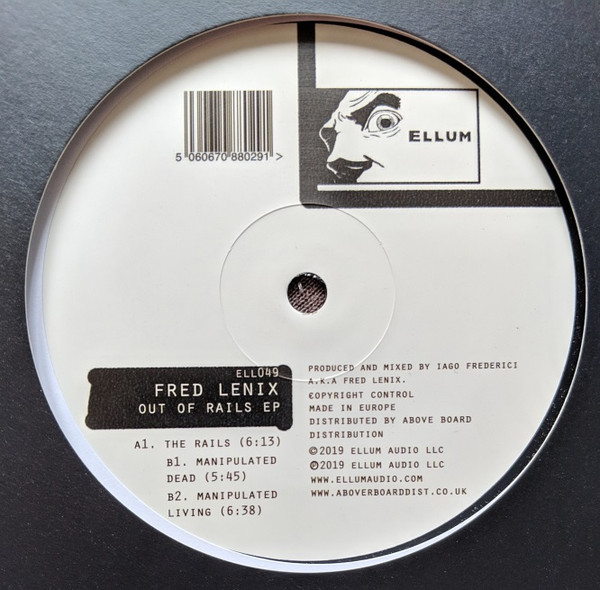 5 060670 880291 >
ELLUM
ELL049
FRED LENIX
OUT OF RAILS EP
A1. THE RAILS (6:13)
B1. MANIPULATED
DEAD (5:45)
B2. MANIPULATED
LIVING (6:38)
PRODUCED AND MIXED BY IAGO FREDERICI
A.K.A FRED LENIX.
©OPYRIGHT CONTROL
MADE IN EUROPE
DISTRIBUTED BY ABOVE BOARD
DISTRIBUTION
©2019 ELLUM AUDIO LLC
℗2019 ELLUM AUDIO LLC
WWW.ELLUMAUDIO.COM
WWW.ABOVERBOARDDIST.CO.UK